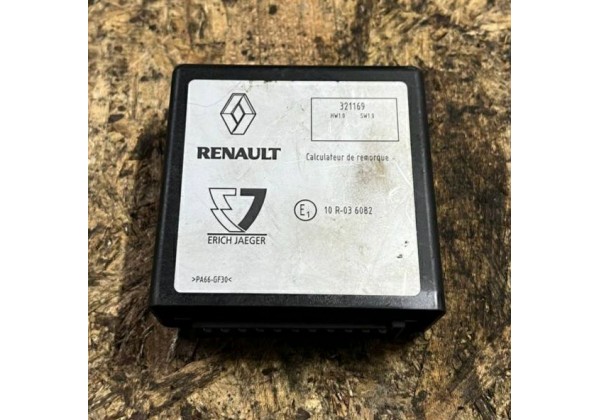 321169
HW1.0 SW1.0
RENAULT
Calculateur de remorque
E1 10 R-03 6082
ERICH JAEGER
>PA66-GF30<